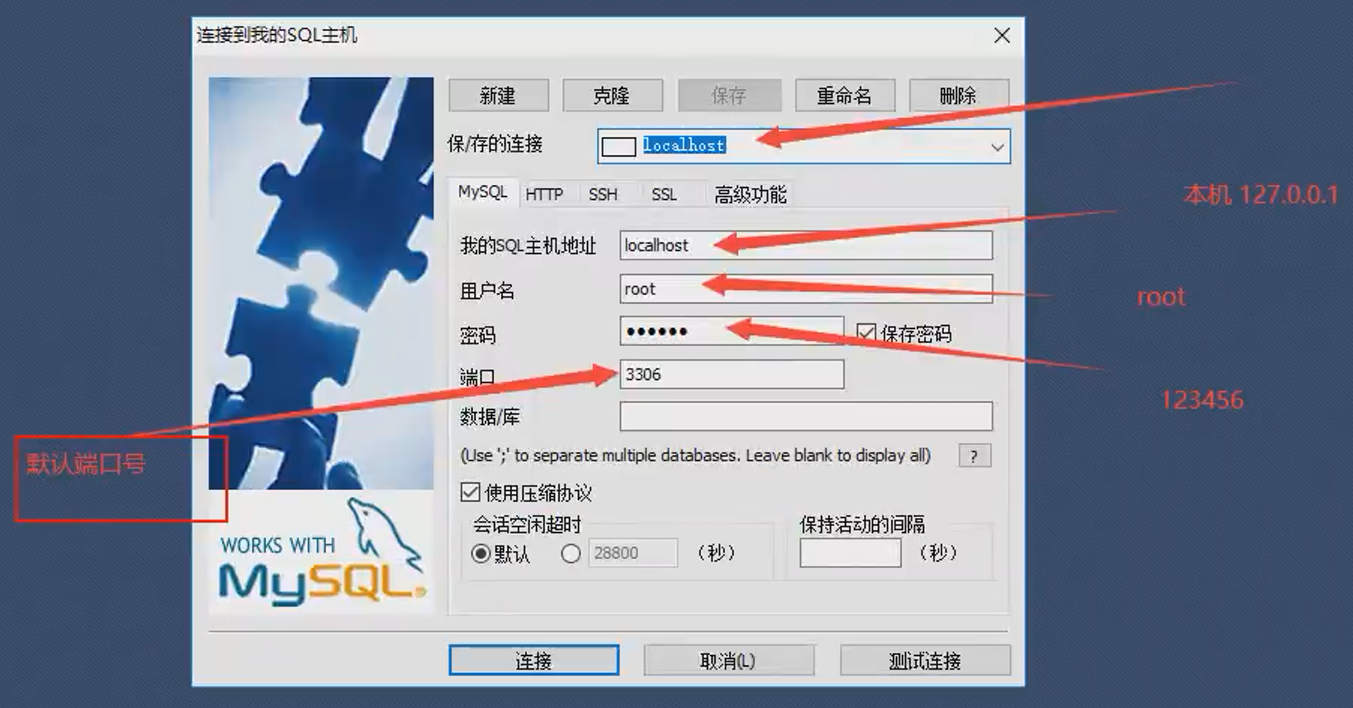 连接到我的SQL主机
新建 克隆 保存 重命名 删除
保/存的连接 localhost
MySQL HTTP SSH SSL 高级功能
本机 127.0.0.1
我的SQL主机地址 localhost
用户名 root
root
密码 ●●●●●● 保存密码
端口 3306
123456
数据/库
默认端口号
(Use ';' to separate multiple databases. Leave blank to display all) ?
使用压缩协议
会话空闲超时 保持活动的间隔
默认 28800 (秒) (秒)
WORKS WITH
MySQL®
连接 取消(L) 测试连接